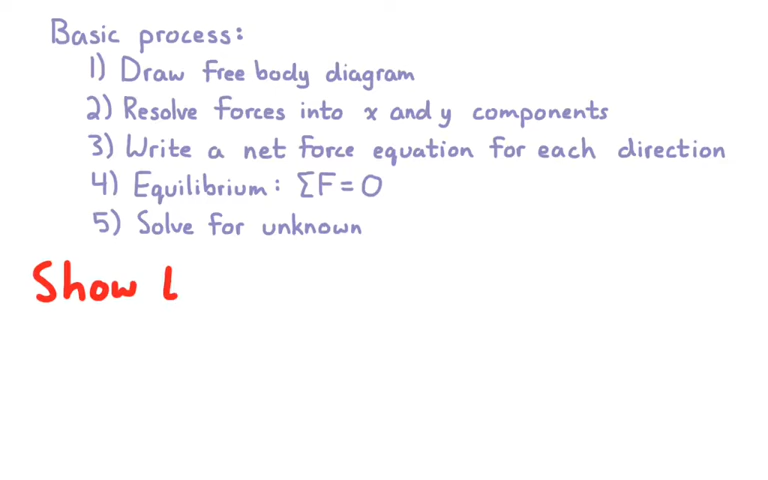 Basic process:
1) Draw free body diagram
2) Resolve forces into x and y components
3) Write a net force equation for each direction
4) Equilibrium: ΣF = 0
5) Solve for unknown
Show